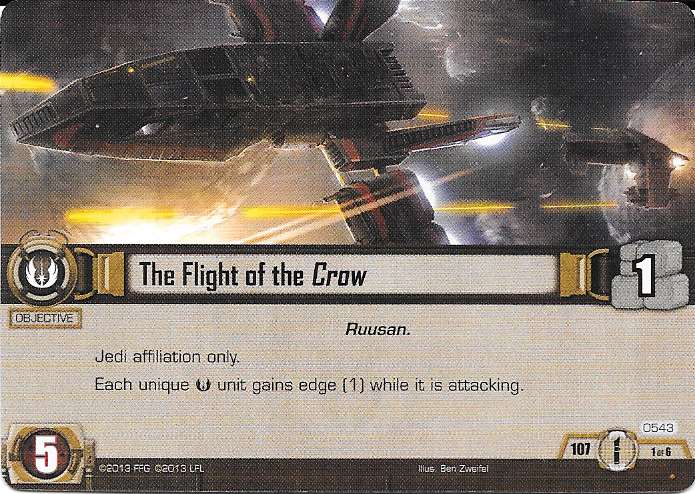 The Flight of the Crow
1
OBJECTIVE
Ruusan.
Jedi affiliation only.
Each unique unit gains edge (1) while it is attacking.
0543
5
107
1 OF 6
©2013 FFG ©2013 LFL
Illus. Ben Zweifel